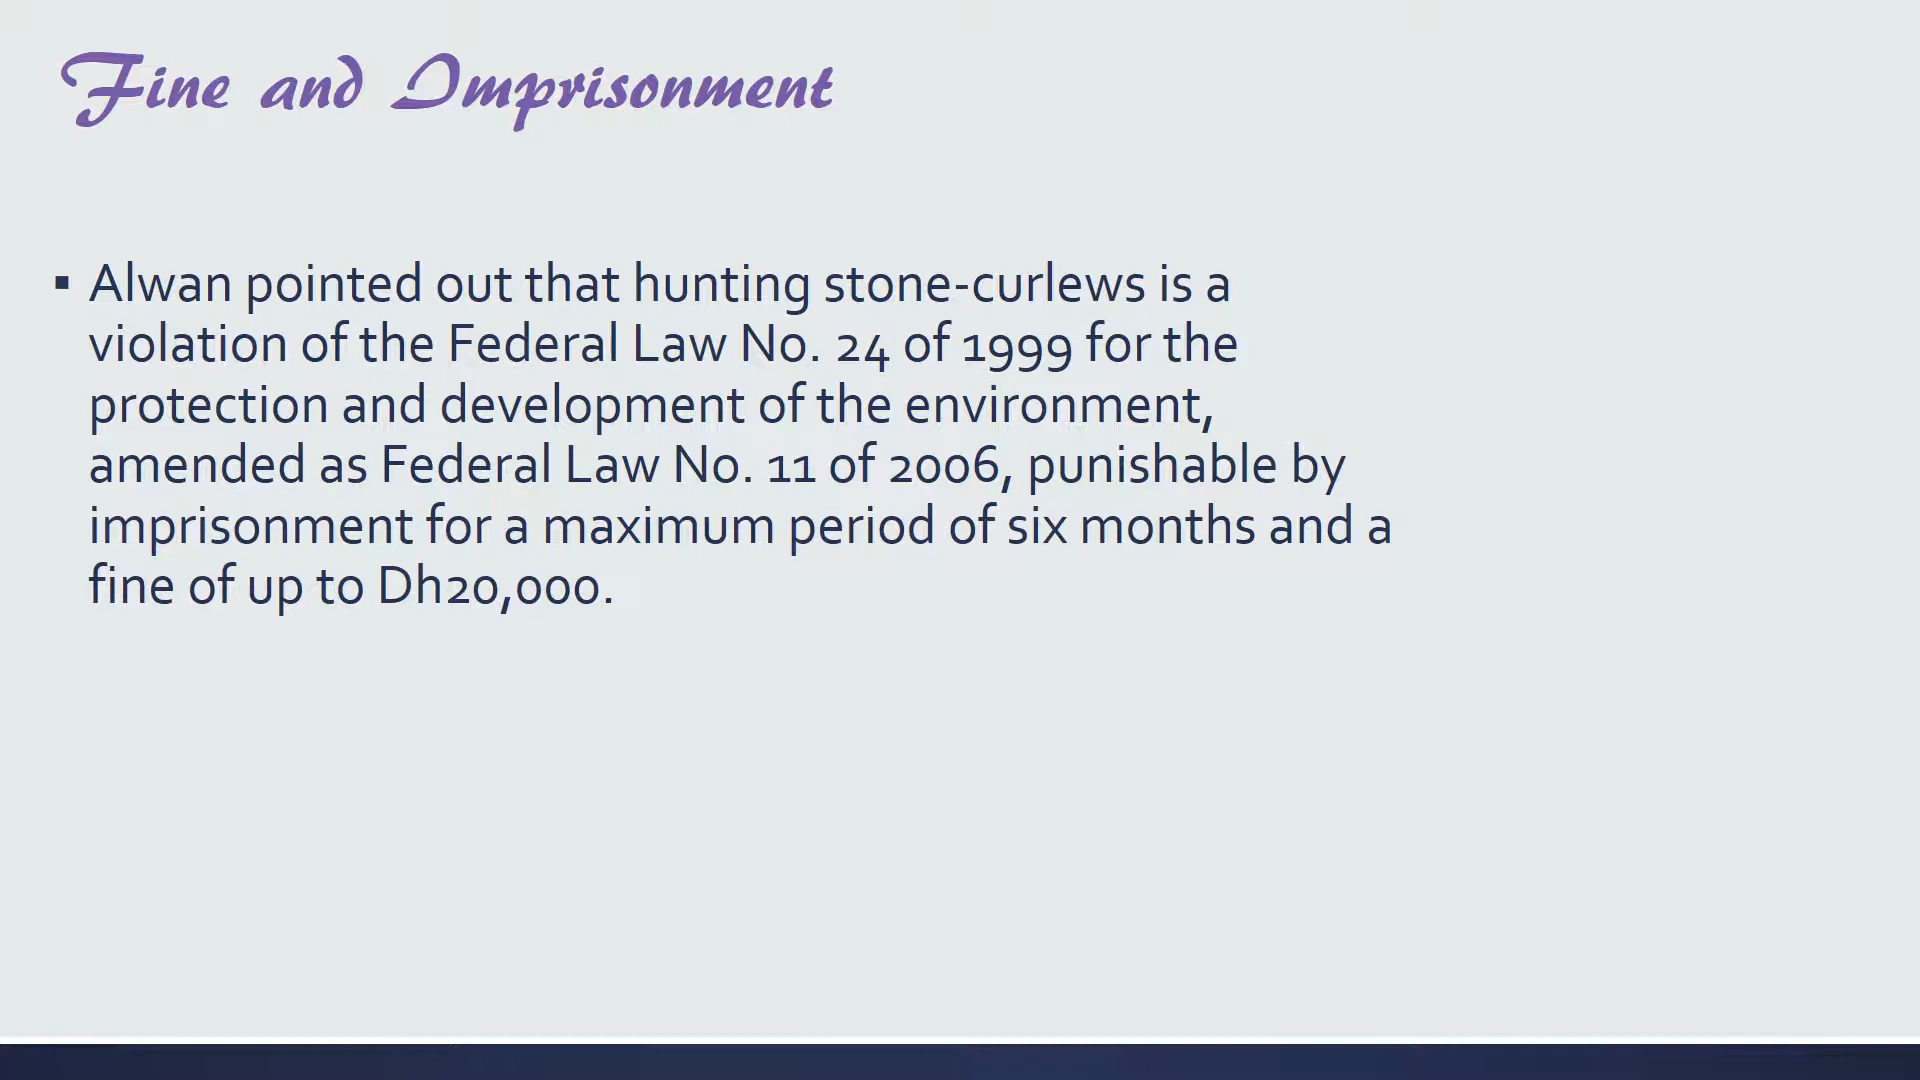 Fine and Imprisonment
▪ Alwan pointed out that hunting stone-curlews is a
violation of the Federal Law No. 24 of 1999 for the
protection and development of the environment,
amended as Federal Law No. 11 of 2006, punishable by
imprisonment for a maximum period of six months and a
fine of up to Dh20,000.